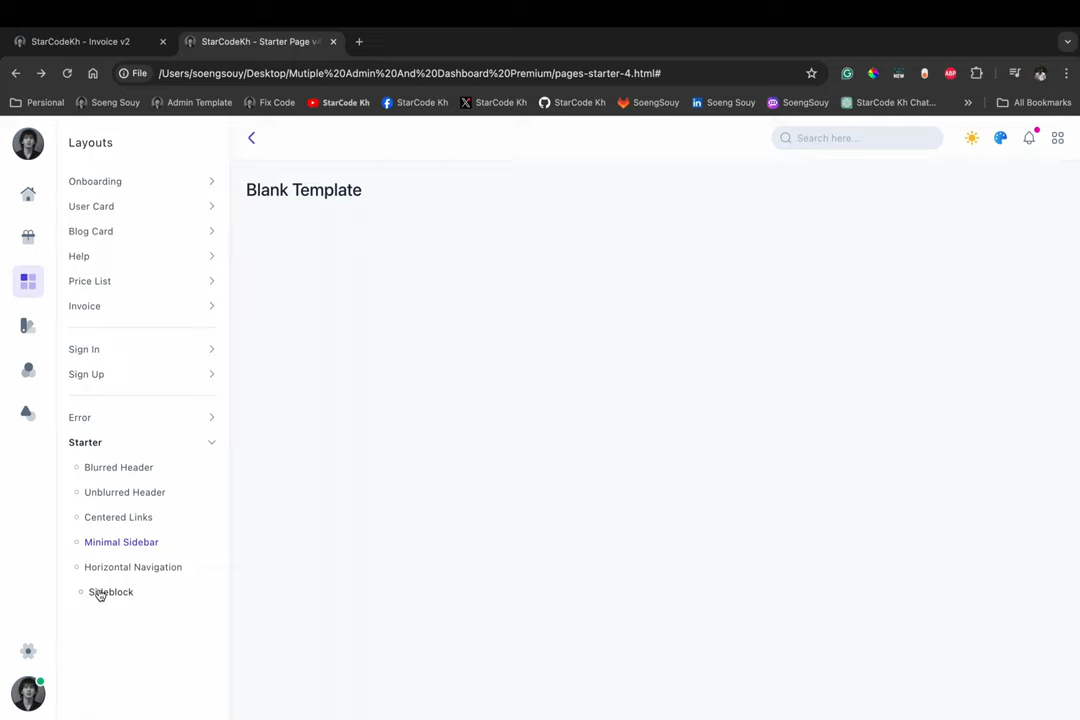 StarCodeKh - Invoice v2
StarCodeKh - Starter Page v4
File
/Users/soengsouy/Desktop/Mutiple%20Admin%20And%20Dashboard%20Premium/pages-starter-4.html#
Personal
Soeng Souy
Admin Template
Fix Code
StarCode Kh
StarCode Kh
StarCode Kh
StarCode Kh
SoengSouy
Soeng Souy
SoengSouy
StarCode Kh Chat...
All Bookmarks
Layouts
Search here...
Onboarding
User Card
Blog Card
Help
Price List
Invoice
Sign In
Sign Up
Error
Starter
Blurred Header
Unblurred Header
Centered Links
Minimal Sidebar
Horizontal Navigation
Sideblock
Blank Template